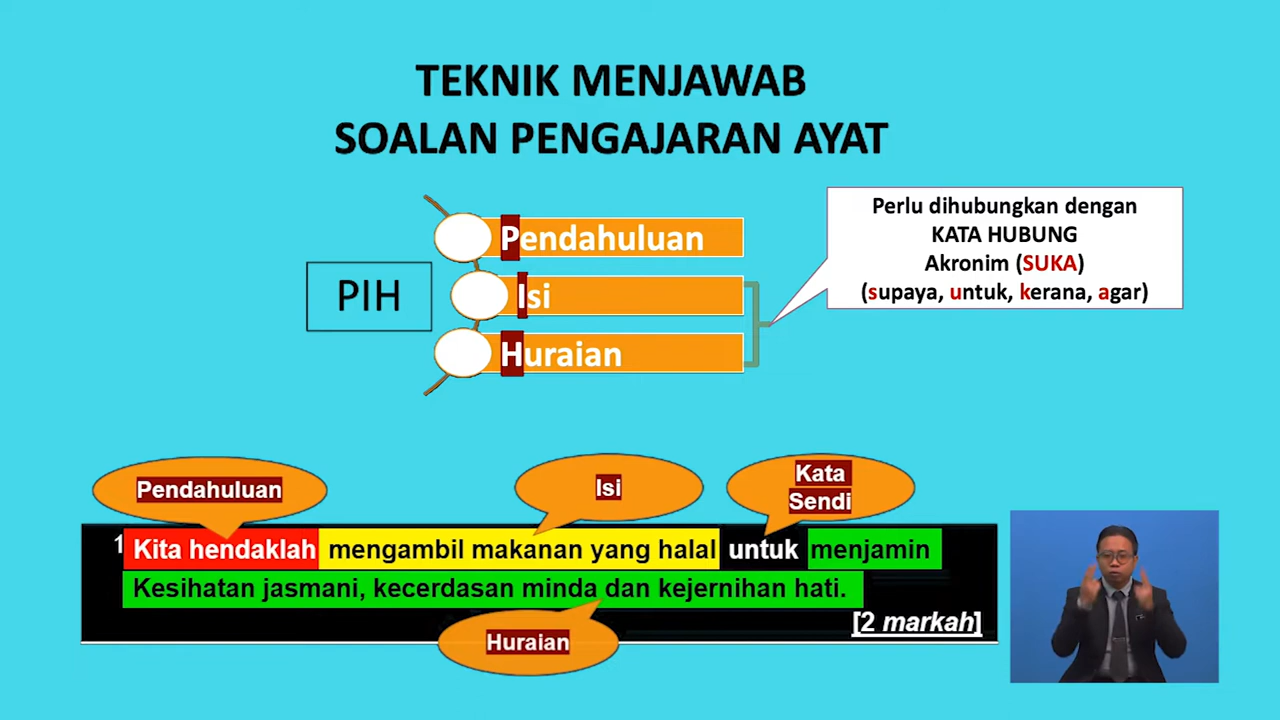 TEKNIK MENJAWAB
SOALAN PENGAJARAN AYAT
PIH
Pendahuluan
Isi
Huraian
Perlu dihubungkan dengan
KATA HUBUNG
Akronim (SUKA)
(supaya, untuk, kerana, agar)
Pendahuluan
Isi
Kata
Sendi
1 Kita hendaklah mengambil makanan yang halal untuk menjamin
Kesihatan jasmani, kecerdasan minda dan kejernihan hati.
[2 markah]
Huraian